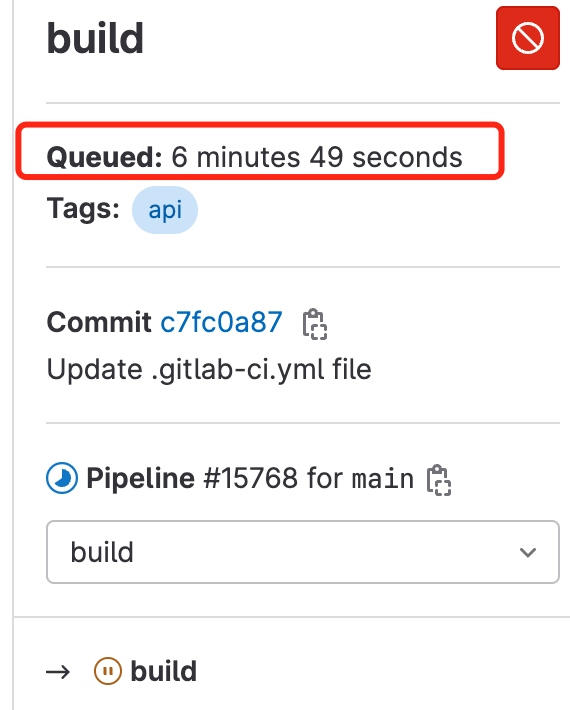 build
Queued: 6 minutes 49 seconds
Tags: api
Commit c7fc0a87
Update .gitlab-ci.yml file
Pipeline #15768 for main
build
build